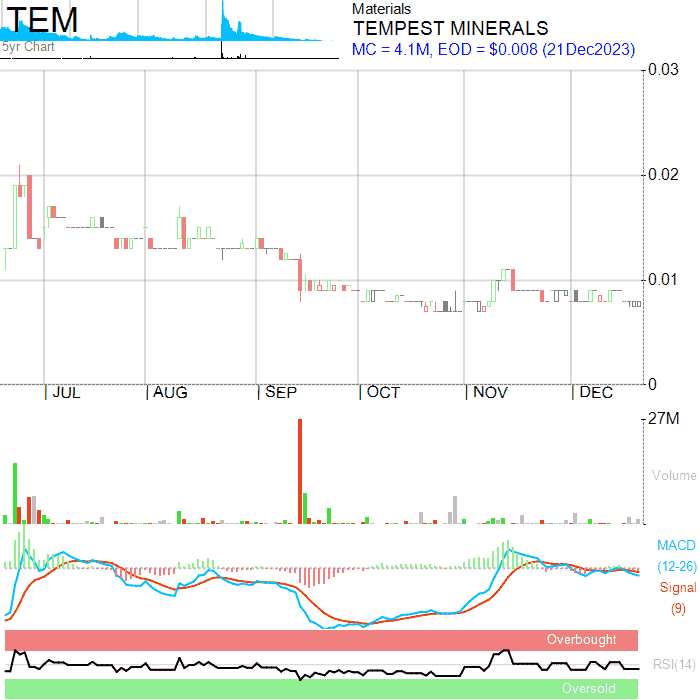 TEM
5yr Chart
Materials
TEMPEST MINERALS
MC = 4.1M, EOD = $0.008 (21Dec2023)
0.03
0.02
0.01
0
JUL AUG SEP OCT NOV DEC
27M
Volume
MACD
(12-26)
Signal
(9)
Overbought
RSI(14)
Oversold